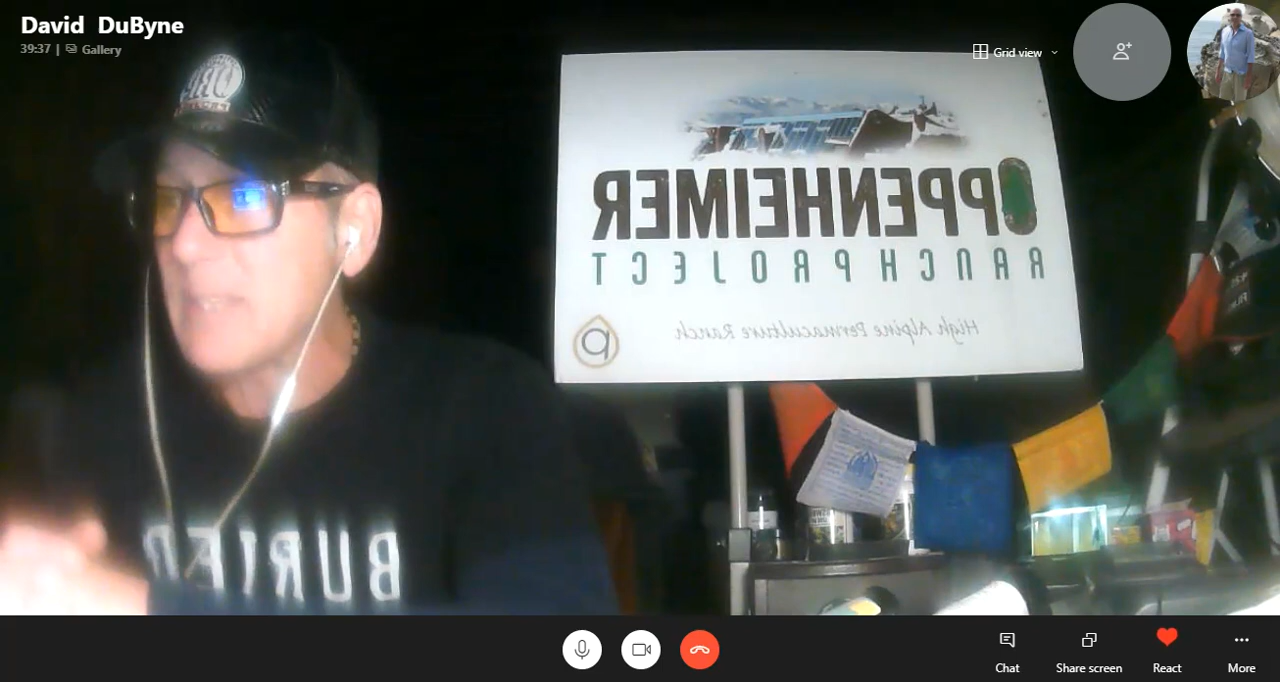 David DuByne
39:37 | Gallery
Grid view
OPPENHEIMER
RANCH PROJECT
High Alpine Permaculture Ranch
BURIED
Chat
Share screen
React
More